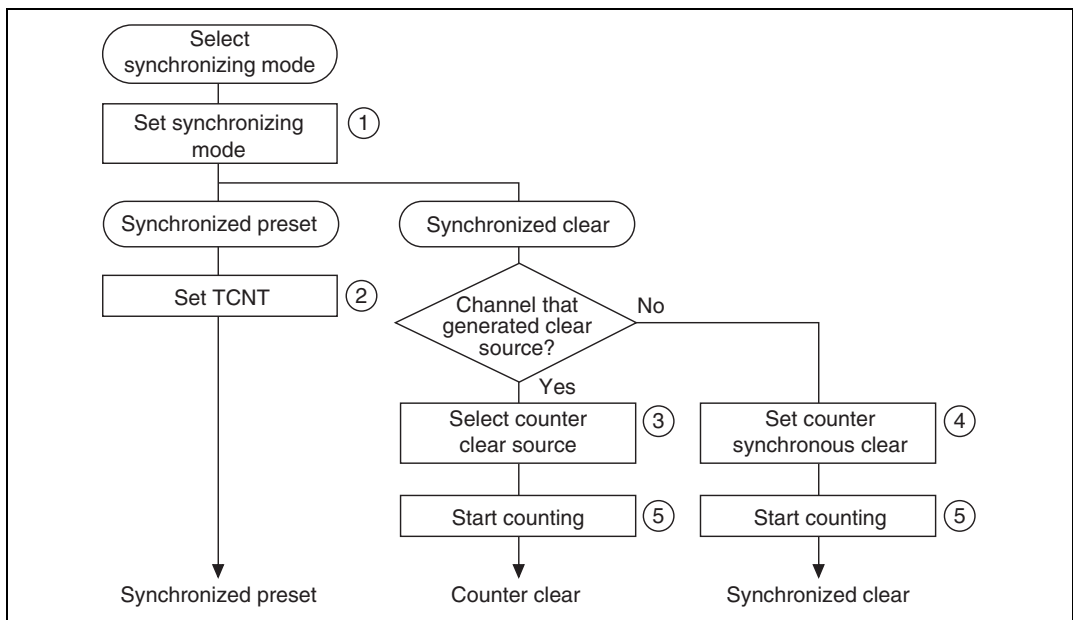 Select
synchronizing mode
Set synchronizing
mode
1
Synchronized preset
Synchronized clear
Set TCNT
2
Channel that
generated clear
source?
No
Yes
Select counter
clear source
3
Set counter
synchronous clear
4
Start counting
5
Start counting
5
Synchronized preset
Counter clear
Synchronized clear